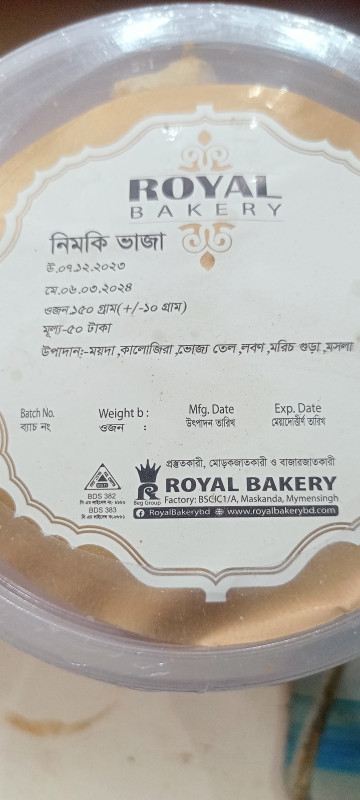 ROYAL
BAKERY
নিমকি ভাজা
উ.০৭.১২.২০২৩
মে.০৬.০৩.২০২৪
ওজন.১৫০ গ্রাম(+/-১০ গ্রাম)
মূল্য-৫০ টাকা
উপাদান:-ময়দা ,কালোজিরা ,ভোজ্য তেল ,লবণ ,মরিচ গুড়া ,মসলা
Batch No. Weight b : Mfg. Date Exp. Date
ব্যাচ নং ওজন : উৎপাদন তারিখ মেয়াদোত্তীর্ণ তারিখ
প্রস্তুতকারী, মোড়কজাতকারী ও বাজারজাতকারী
ROYAL BAKERY
Beg Group
Factory: BSCIC1/A, Maskanda, Mymensingh
BDS 382
BDS 383
RoyalBakerybd www.royalbakerybd.com